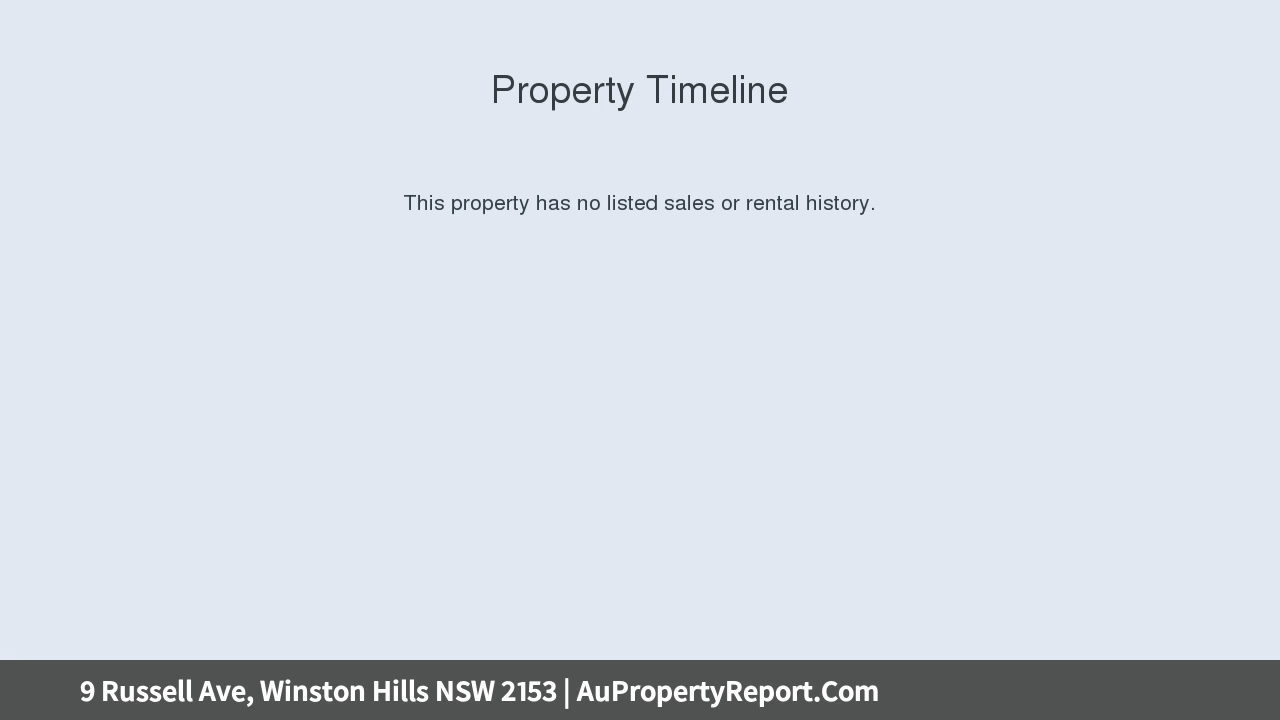 Property Timeline
This property has no listed sales or rental history.
9 Russell Ave, Winston Hills NSW 2153 | AuPropertyReport.Com